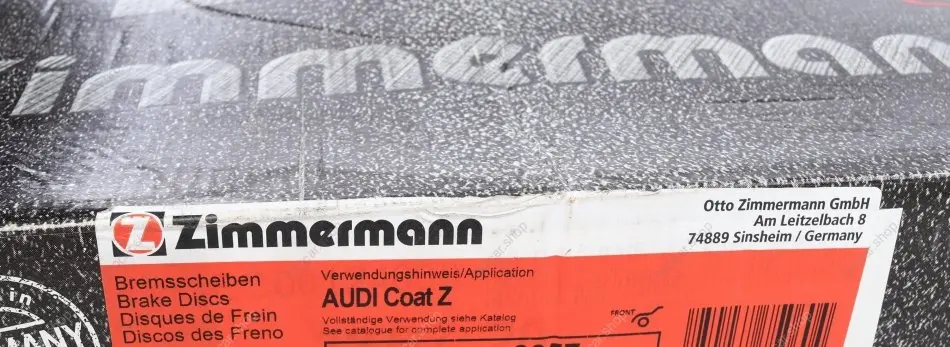 Zimmermann
Z Zimmermann
Otto Zimmermann GmbH
Am Leitzelbach 8
74889 Sinsheim / Germany
Bremsscheiben
Brake Discs
Disques de Frein
Discos des Freno
Verwendungshinweis/Application
AUDI Coat Z
Vollständige Verwendung siehe Katalog
See catalogue for complete application
FRONT
in